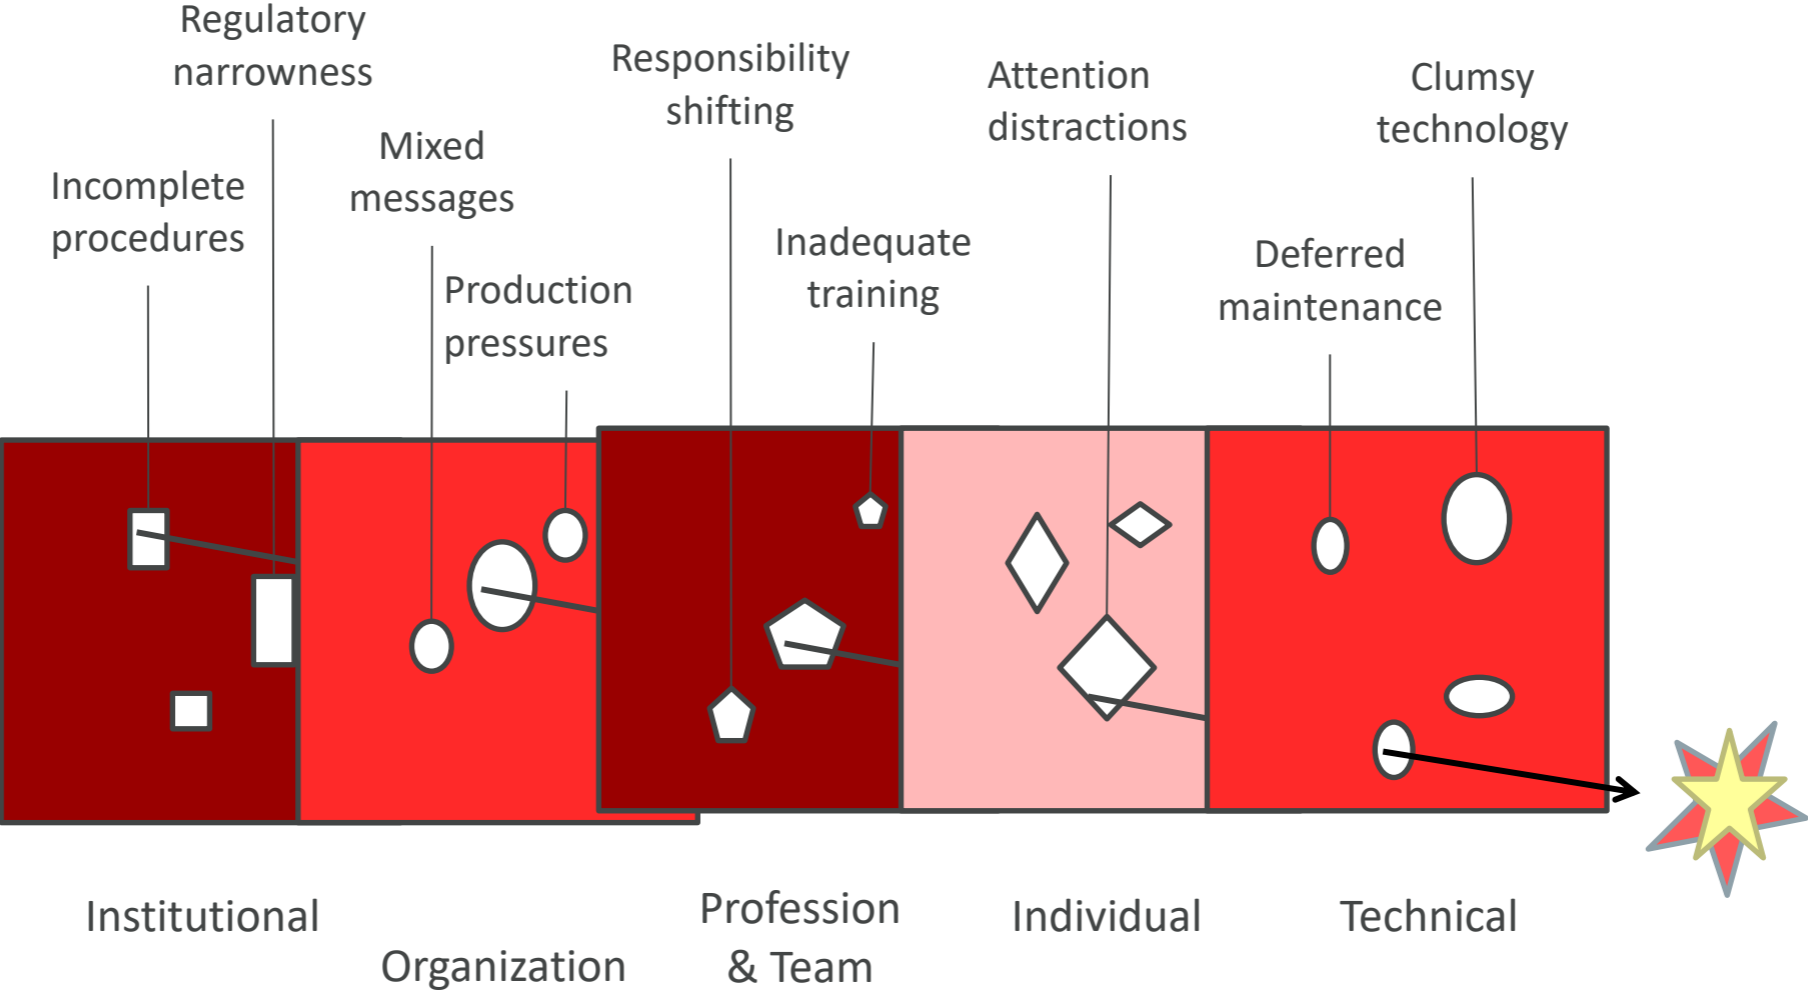 Regulatory
narrowness
Incomplete
procedures
Mixed
messages
Production
pressures
Responsibility
shifting
Inadequate
training
Attention
distractions
Deferred
maintenance
Clumsy
technology
Institutional
Organization
Profession
& Team
Individual
Technical